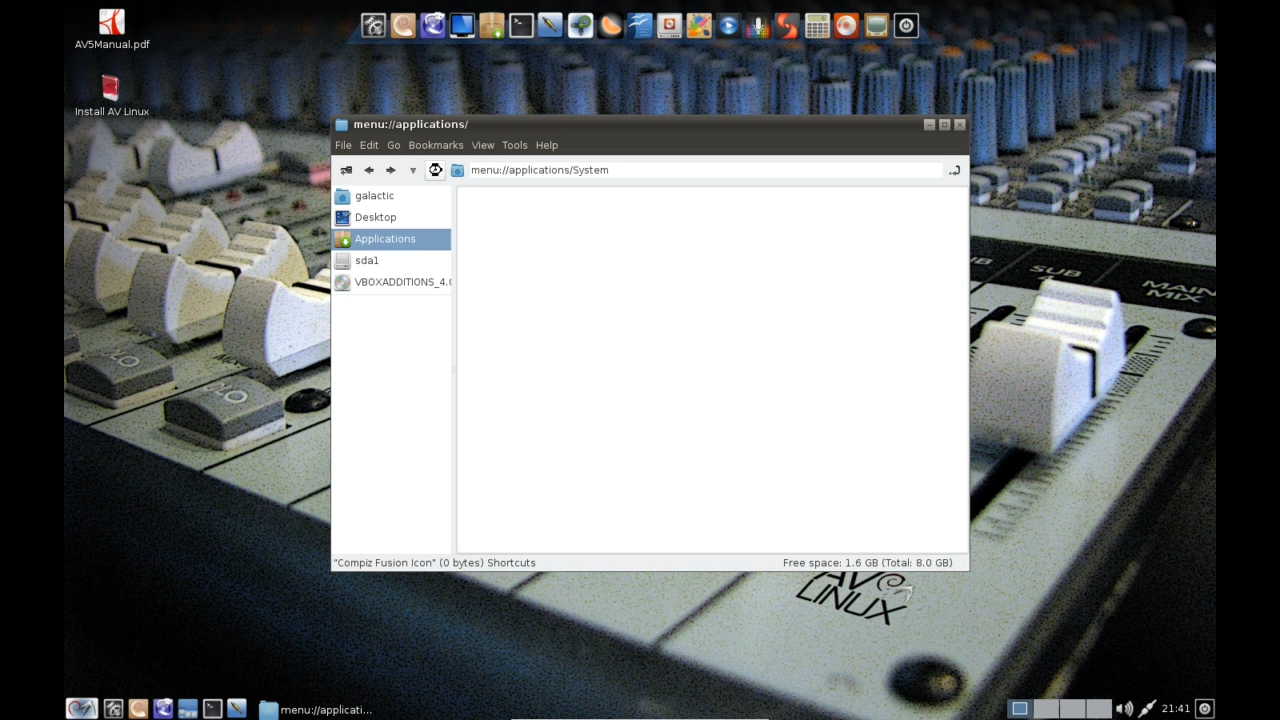 AV5Manual.pdf
Install AV Linux
menu://applications/
File Edit Go Bookmarks View Tools Help
menu://applications/System
galactic
Desktop
Applications
sda1
VBOXADDITIONS_4.
"Compiz Fusion Icon" (0 bytes) Shortcuts
Free space: 1.6 GB (Total: 8.0 GB)
SUB
MAIN
MIX
LO
OLO
AV
LINUX
menu://applicati...
21:41